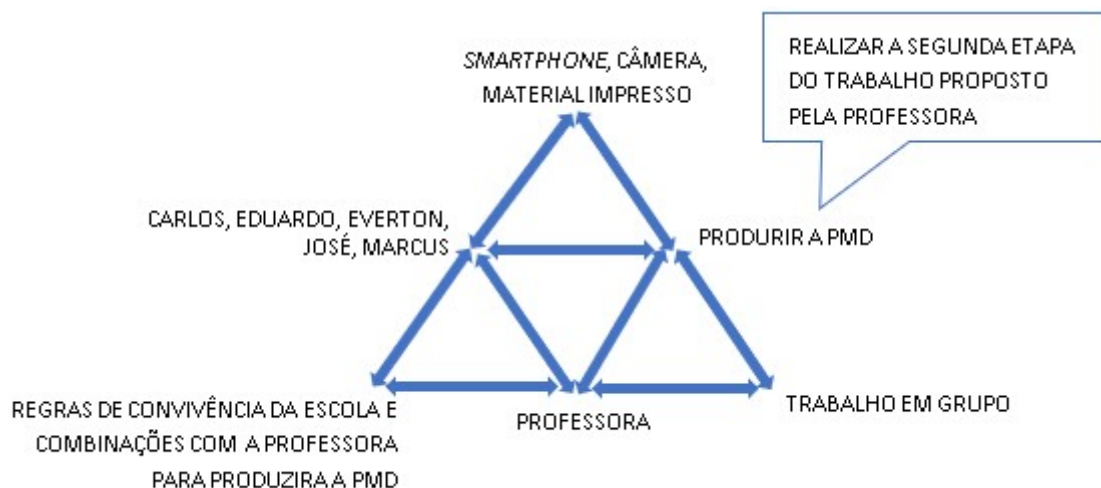 SMARTPHONE, CÂMERA,
MATERIAL IMPRESSO
REALIZAR A SEGUNDA ETAPA
DO TRABALHO PROPOSTO
PELA PROFESSORA
CARLOS, EDUARDO, EVERTON,
JOSÉ, MARCUS
PRODURIR A PMD
REGRAS DE CONVIVÊNCIA DA ESCOLA E
COMBINAÇÕES COM A PROFESSORA
PARA PRODUZIRA A PMD
PROFESSORA
TRABALHO EM GRUPO